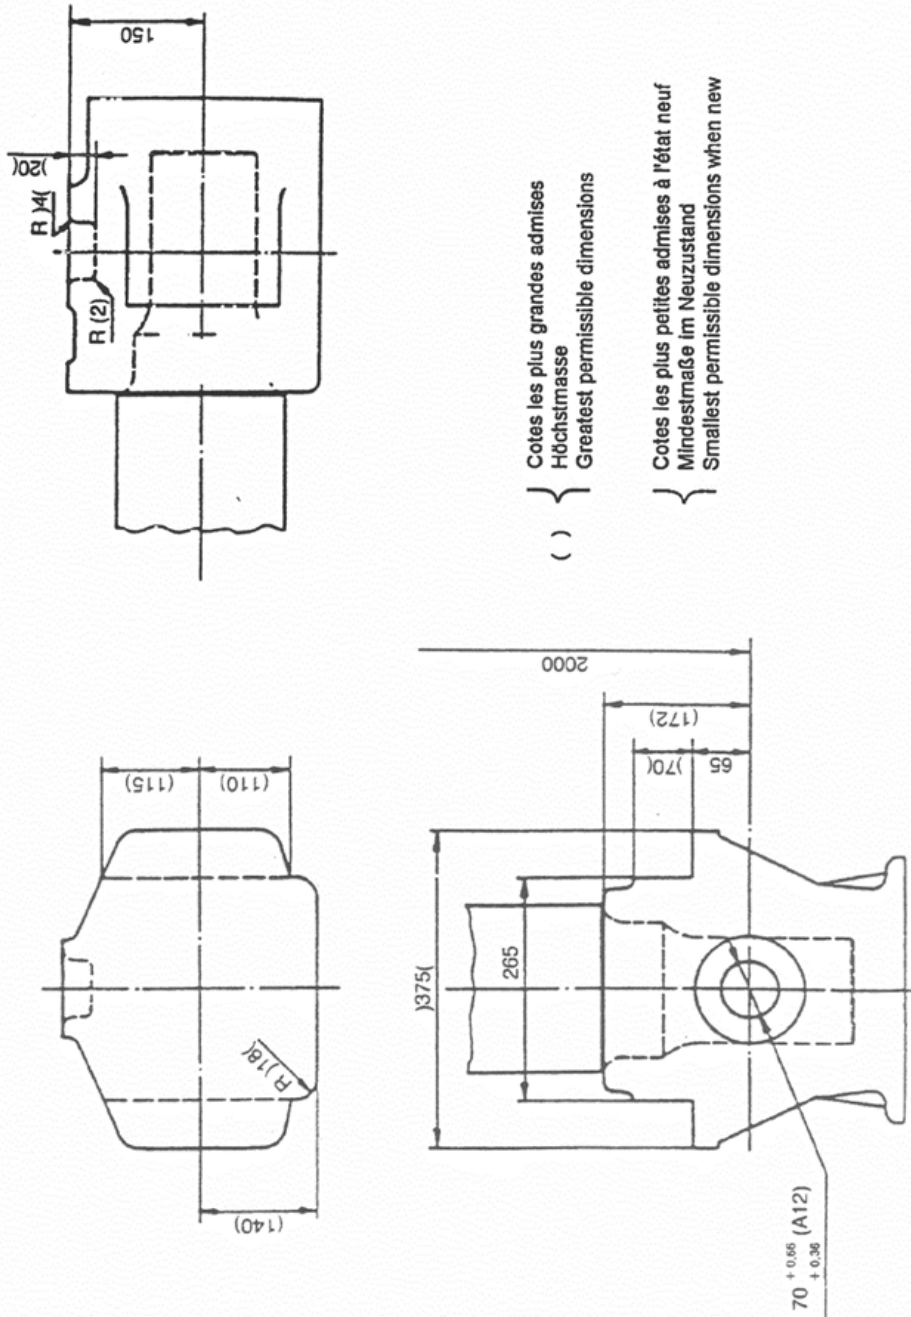 150
)20(
R )4(
R (2)
( ) } Cotes les plus grandes admises
Höchstmasse
Greatest permissible dimensions
} Cotes les plus petites admises à l'état neuf
Mindestmaße im Neuzustand
Smallest permissible dimensions when new
(115)
(110)
R )18(
(140)
2000
(172)
)70(
65
)375(
265
70 + 0,66 + 0,36 (A12)